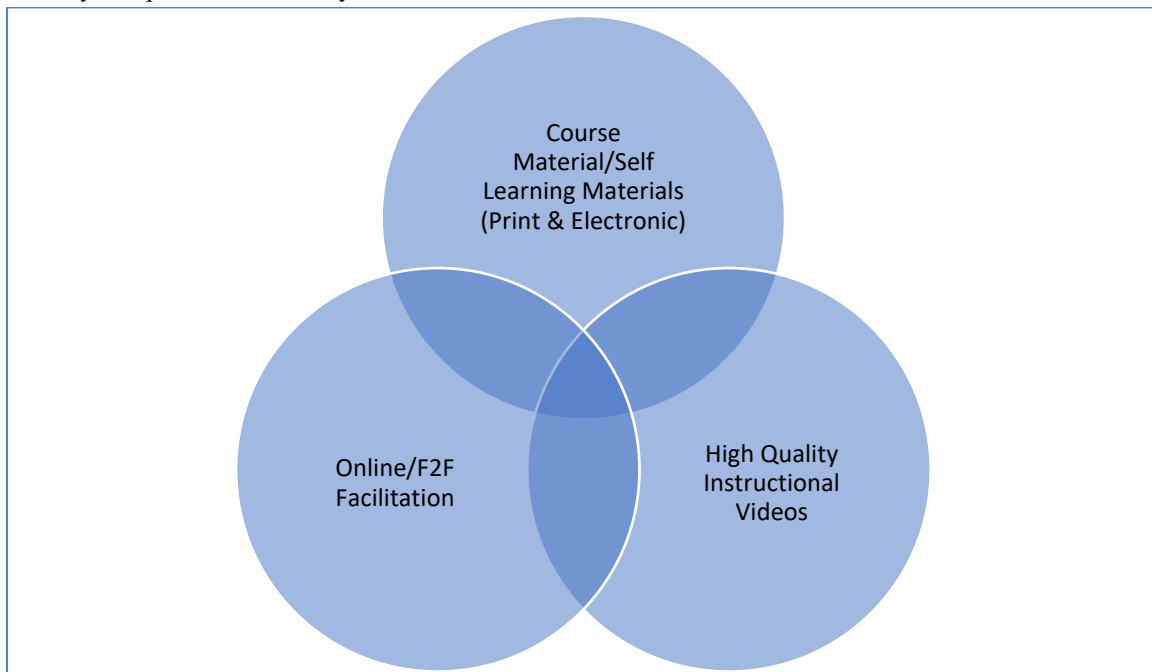 Course
Material/Self
Learning Materials
(Print & Electronic)
Online/F2F
Facilitation
High Quality
Instructional
Videos